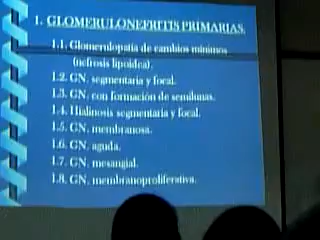 1. GLOMERULONEFRITIS PRIMARIAS.
1.1. Glomerulopatía de cambios mínimos
(nefrosis lipoidea).
1.2. GN. segmentaria y focal.
1.3. GN. con formación de semilunas.
1.4. Hialinosis segmentaria y focal.
1.5. GN. membranosa.
1.6. GN. aguda.
1.7. GN. mesangial.
1.8. GN. membranoproliferativa.